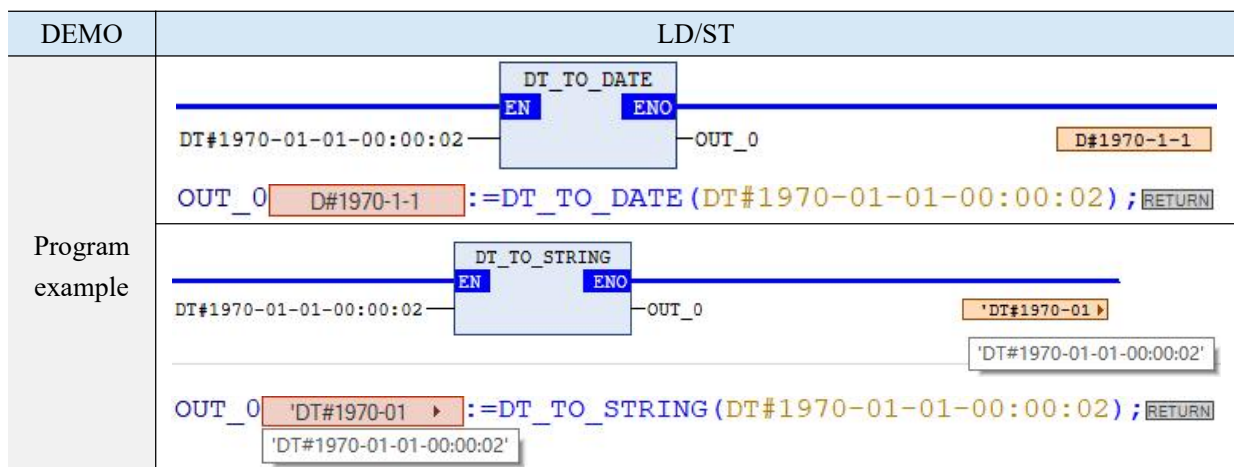 DEMO LD/ST
DT_TO_DATE
EN ENO
DT#1970-01-01-00:00:02 OUT_0 D#1970-1-1
OUT_0 D#1970-1-1 :=DT_TO_DATE(DT#1970-01-01-00:00:02);RETURN
Program
example
DT_TO_STRING
EN ENO
DT#1970-01-01-00:00:02 OUT_0 'DT#1970-01
'DT#1970-01-01-00:00:02'
OUT_0 'DT#1970-01 :=DT_TO_STRING(DT#1970-01-01-00:00:02);RETURN
'DT#1970-01-01-00:00:02'